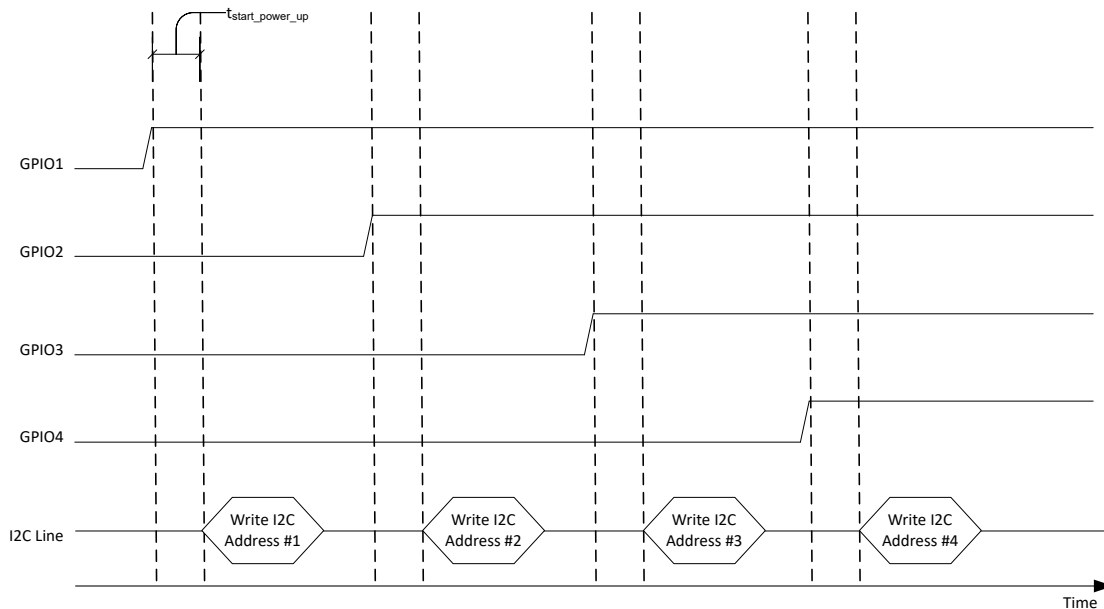 tstart_power_up
GPIO1
GPIO2
GPIO3
GPIO4
I2C Line
Write I2C
Address #1
Write I2C
Address #2
Write I2C
Address #3
Write I2C
Address #4
Time